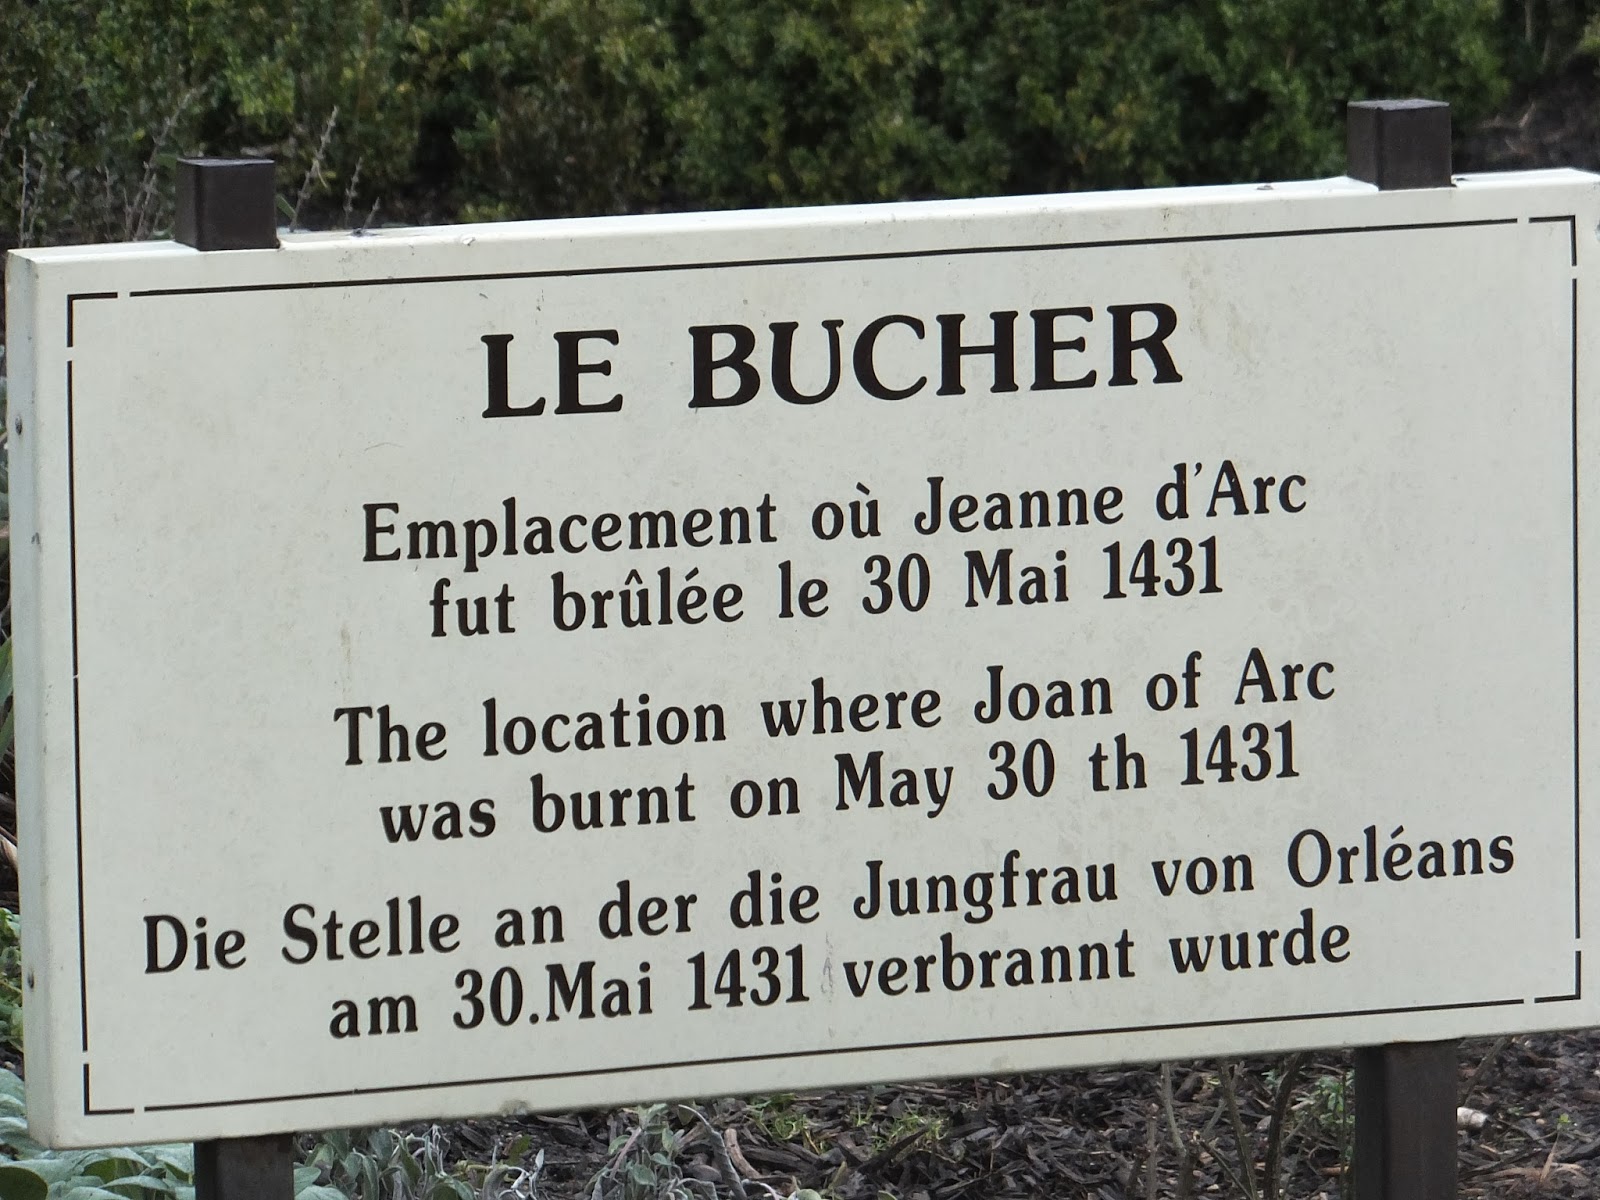 LE BUCHER
Emplacement où Jeanne d'Arc
fut brûlée le 30 Mai 1431
The location where Joan of Arc
was burnt on May 30 th 1431
Die Stelle an der die Jungfrau von Orléans
am 30.Mai 1431 verbrannt wurde